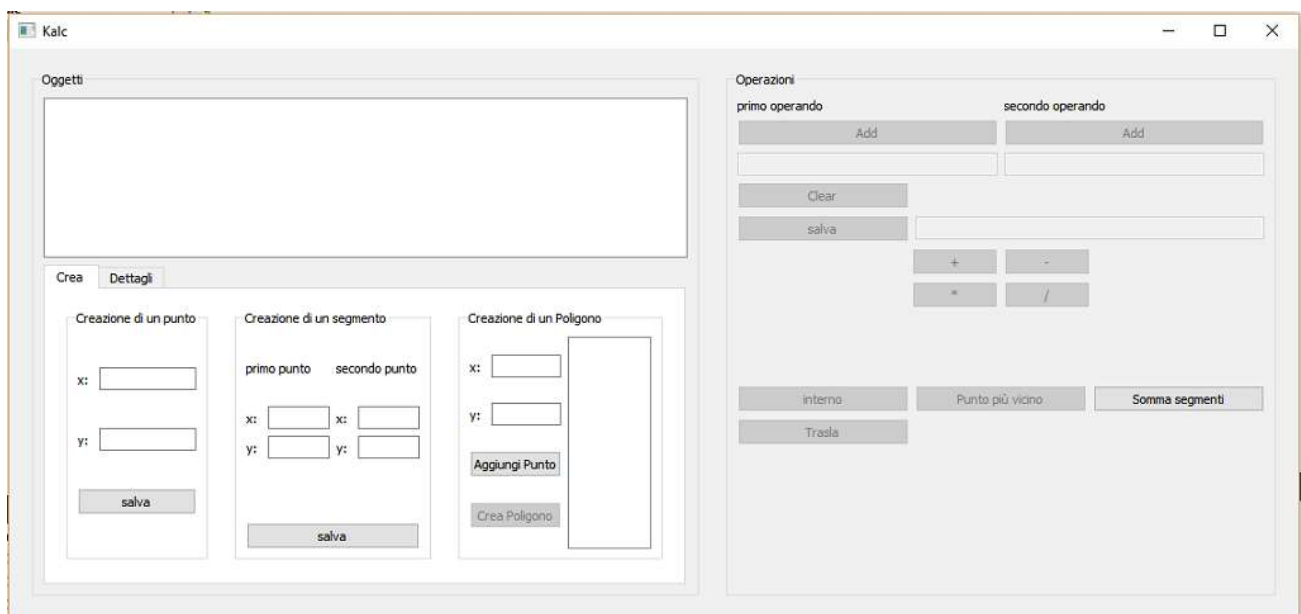 Kalc
Oggetti
Crea Dettagli
Creazione di un punto
x:
y:
salva
Creazione di un segmento
primo punto secondo punto
x: x:
y: y:
salva
Creazione di un Poligono
x:
y:
Aggiungi Punto
Crea Poligono
Operazioni
primo operando secondo operando
Add Add
Clear
salva
+ -
* /
interno Punto più vicino Somma segmenti
Trasla